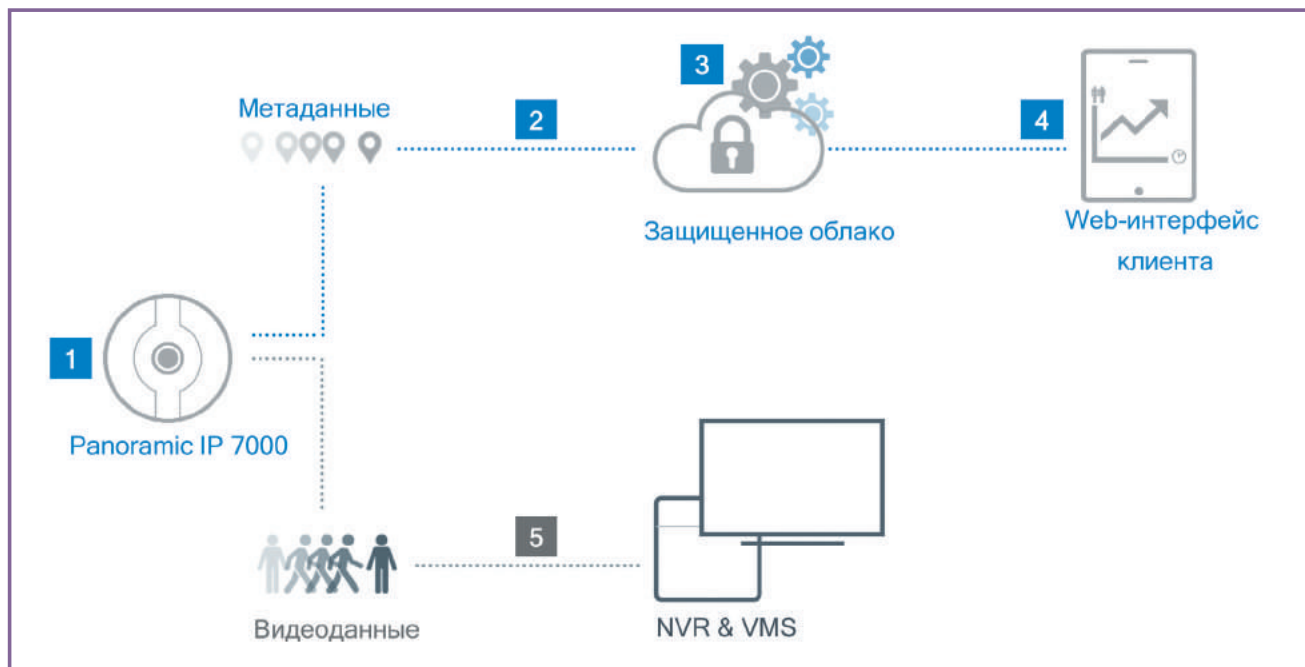 3
Метаданные
2
4
Защищенное облако
Web-интерфейс
клиента
1
Panoramic IP 7000
5
Видеоданные
NVR & VMS